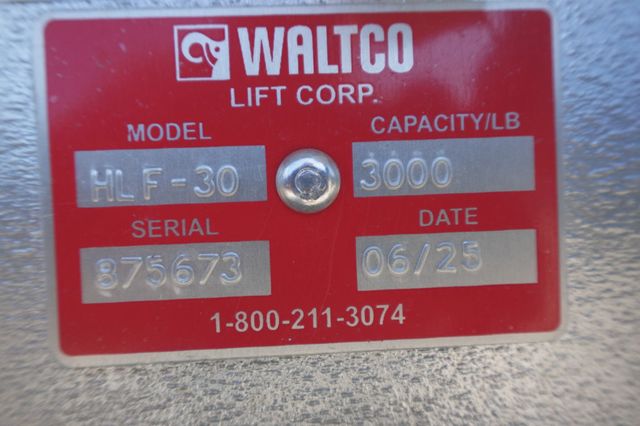 WALTCO
LIFT CORP.
MODEL
CAPACITY/LB
HLF-30
3000
SERIAL
DATE
875673
06/25
1-800-211-3074